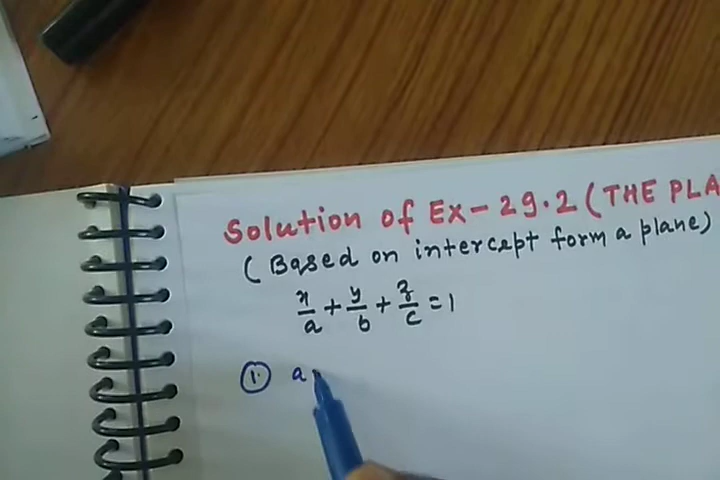 Solution of Ex-29.2 (THE PLA
(Based on intercept form a plane)
x/a + y/b + z/c = 1
① a